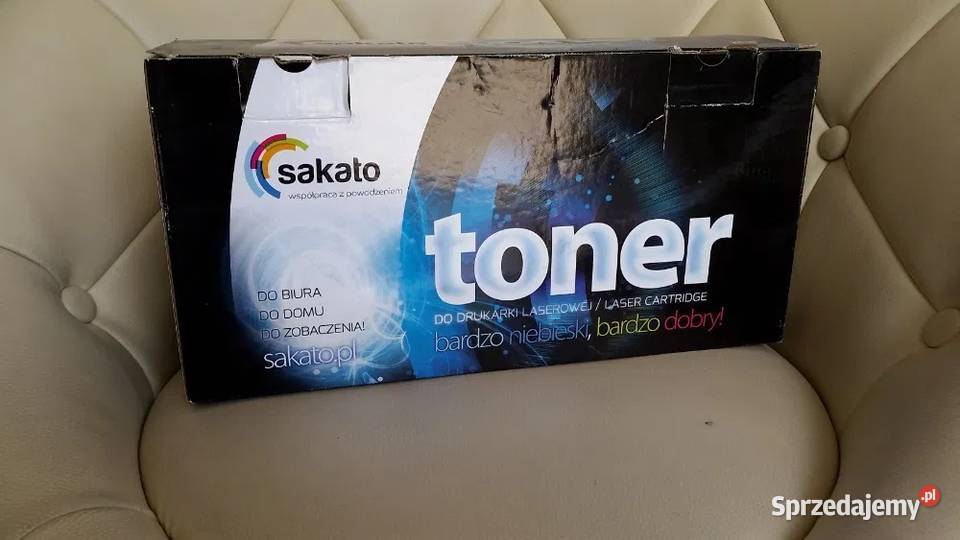 sakato
współpraca z powodzeniem
toner
DO DRUKARKI LASEROWEJ / LASER CARTRIDGE
bardzo niebieski, bardzo dobry!
DO BIURA
DO DOMU
DO ZOBACZENIA!
sakato.pl
Sprzedajemy.pl